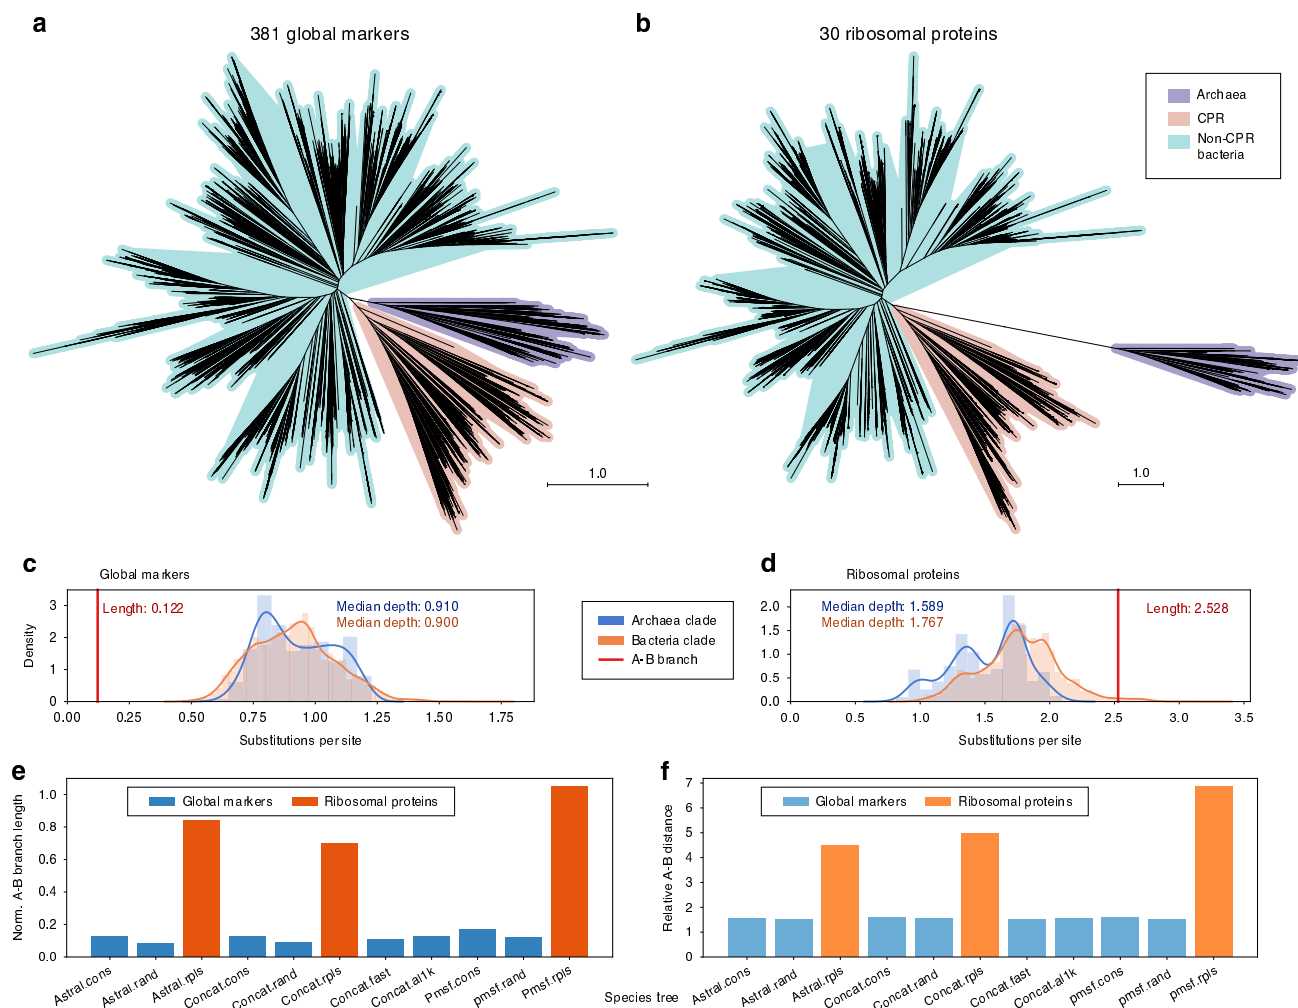 a
381 global markers
b
30 ribosomal proteins
Archaea
CPR
Non-CPR
bacteria
1.0
1.0
c
Global markers
Length: 0.122
Median depth: 0.910
Median depth: 0.900
Density
3
2
1
0
0.00 0.25 0.50 0.75 1.00 1.25 1.50 1.75
Substitutions per site
Archaea clade
Bacteria clade
A-B branch
d
Ribosomal proteins
Median depth: 1.589
Median depth: 1.767
Length: 2.528
2.0
1.5
1.0
0.5
0.0
0.0 0.5 1.0 1.5 2.0 2.5 3.0 3.5
Substitutions per site
e
Global markers Ribosomal proteins
Norm. A-B branch length
1.0
0.8
0.6
0.4
0.2
0.0
Astral.cons Astral.rand Astral.rpls Concat.cons Concat.rand Concat.rpls Concat.fast Concat.al1k Pmsf.cons pmsf.rand Pmsf.rpls
Species tree
f
Global markers Ribosomal proteins
Relative A-B distance
7
6
5
4
3
2
1
0
Astral.cons Astral.rand Astral.rpls Concat.cons Concat.rand Concat.rpls Concat.fast Concat.al1k pmsf.cons pmsf.rand pmsf.rpls